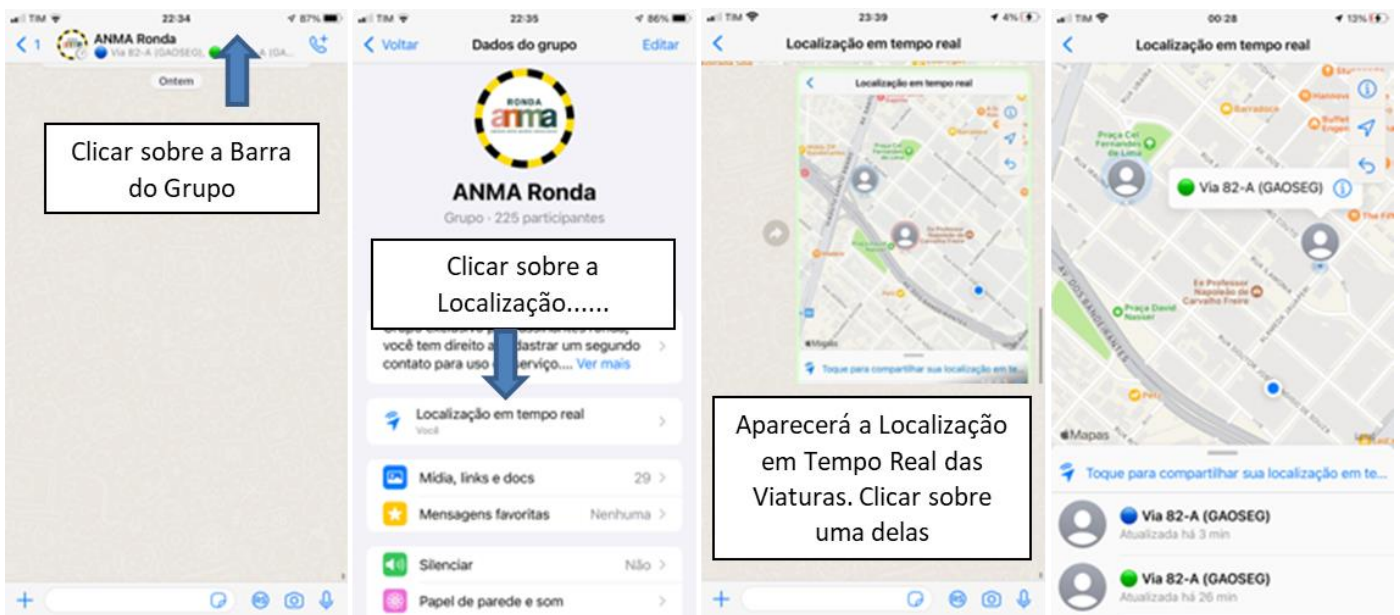 TIM 22:34 87%
1 ANMA Ronda
Via 82-A (GAOSEG),
Ontem
Clicar sobre a Barra
do Grupo
TIM 22:35 86%
Voltar Dados do grupo Editar
RONDA
anma
ANMA Ronda
Grupo · 225 participantes
Clicar sobre a
Localização......
você tem direito a cadastrar um segundo
contato para uso do serviço.... Ver mais
Localização em tempo real
Você
Mídia, links e docs 29
Mensagens favoritas Nenhuma
Silenciar Não
Papel de parede e som
TIM 23:39 4%
Localização em tempo real
Localização em tempo real
Toque para compartilhar sua localização em te...
Aparecerá a Localização
em Tempo Real das
Viaturas. Clicar sobre
uma delas
TIM 00:28 13%
Localização em tempo real
Barradoce
Praça Cel
Fernandes
de Lima
Via 82-A (GAOSEG)
Ee Professor
Napoleão de
Carvalho Freire
Praça David
Nasser
AV. DOS BANDEIRANTES
Petz
Mapas
Toque para compartilhar sua localização em te...
Via 82-A (GAOSEG)
Atualizada há 3 min
Via 82-A (GAOSEG)
Atualizada há 26 min